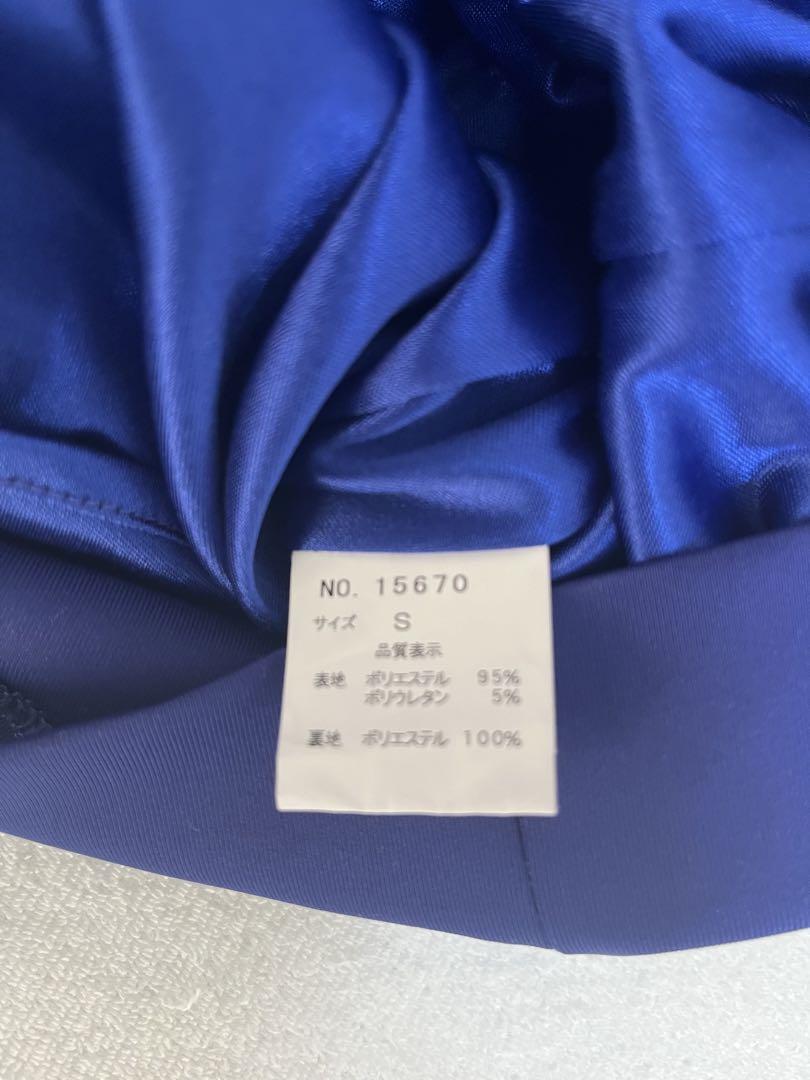 NO. 15670
サイズ S
品質表示
表地 ポリエステル 95%
ポリウレタン 5%
裏地 ポリエステル 100%